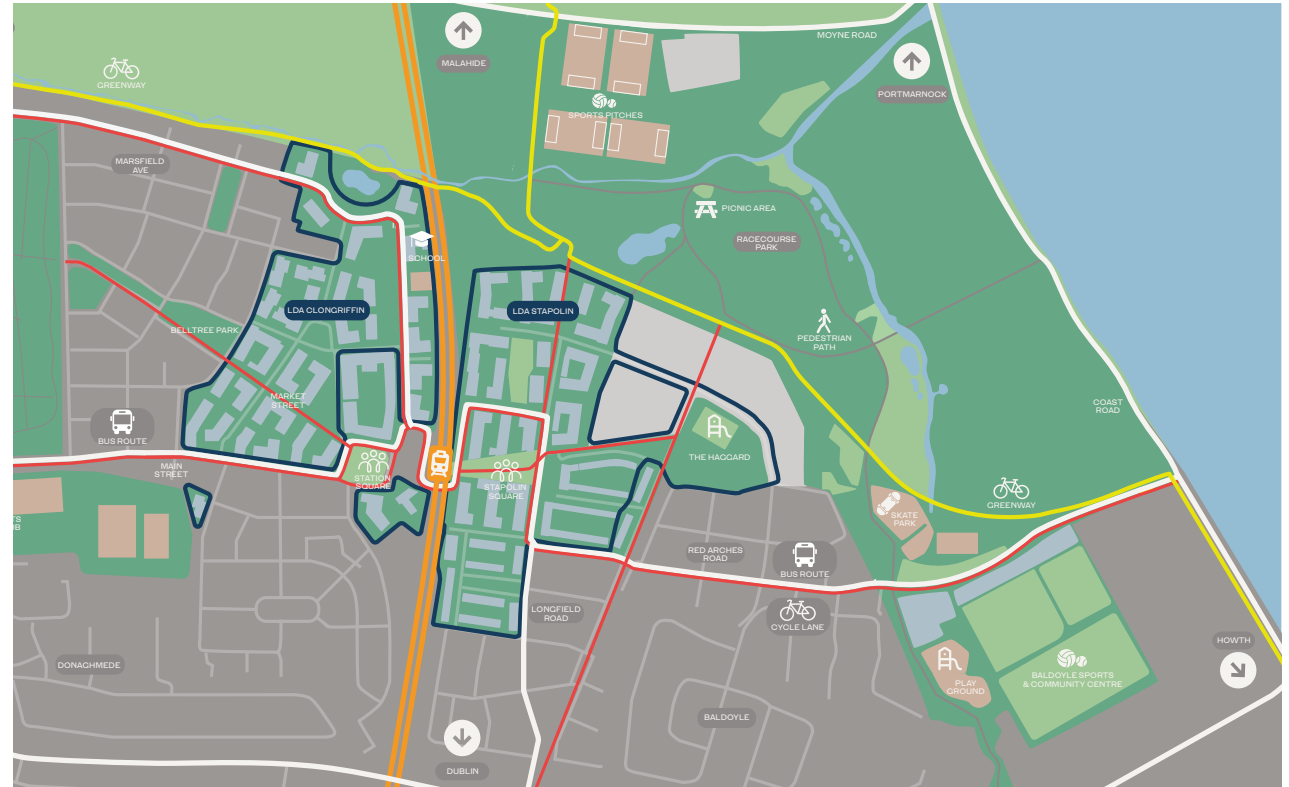 MOYNE ROAD
MALAHIDE
GREENWAY
PORTMARNOCK
SPORTS PITCHES
MARSFIELD
AVE
PICNIC AREA
RACECOURSE
PARK
SCHOOL
LDA CLONGRIFFIN
LDA STAPOLIN
BELLTREE PARK
PEDESTRIAN
PATH
MARKET
STREET
COAST
ROAD
BUS ROUTE
THE HAGGARD
MAIN
STREET
STATION
SQUARE
STAPOLIN
SQUARE
GREENWAY
SKATE
PARK
RED ARCHES
ROAD
BUS ROUTE
LONGFIELD
ROAD
CYCLE LANE
HOWTH
DONAGHMEDE
BALDOYLE SPORTS
& COMMUNITY CENTRE
PLAY
GROUND
BALDOYLE
DUBLIN